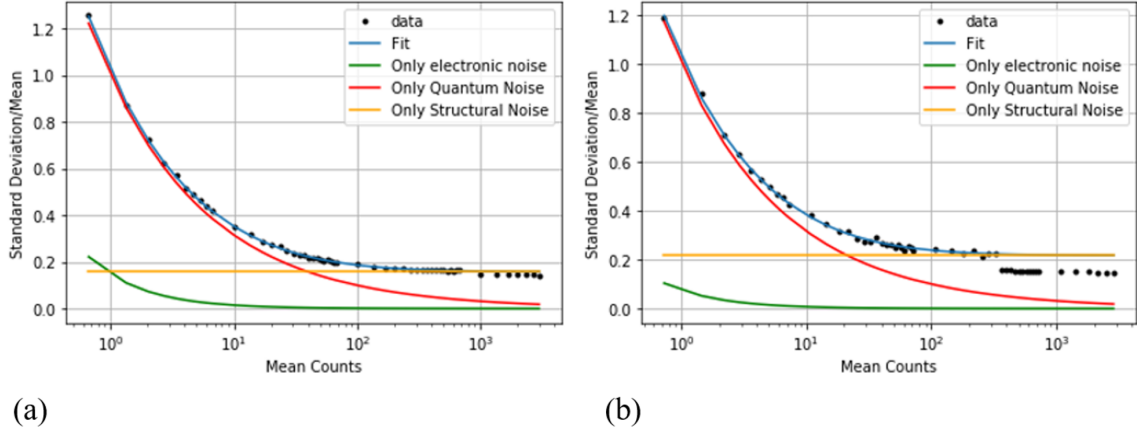 data
Fit
Only electronic noise
Only Quantum Noise
Only Structural Noise
Standard Deviation/Mean
1.2
1.0
0.8
0.6
0.4
0.2
0.0
10⁰
10¹
10²
10³
Mean Counts
(a)
data
Fit
Only electronic noise
Only Quantum Noise
Only Structural Noise
Standard Deviation/Mean
1.2
1.0
0.8
0.6
0.4
0.2
0.0
10⁰
10¹
10²
10³
Mean Counts
(b)